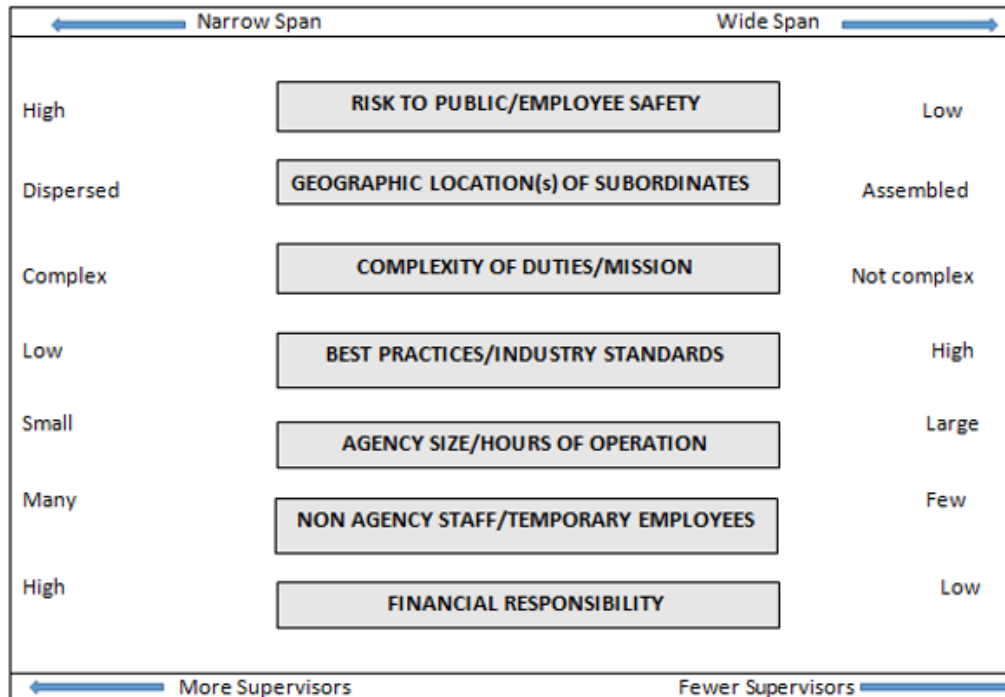 Narrow Span Wide Span
High RISK TO PUBLIC/EMPLOYEE SAFETY Low
Dispersed GEOGRAPHIC LOCATION(s) OF SUBORDINATES Assembled
Complex COMPLEXITY OF DUTIES/MISSION Not complex
Low BEST PRACTICES/INDUSTRY STANDARDS High
Small AGENCY SIZE/HOURS OF OPERATION Large
Many NON AGENCY STAFF/TEMPORARY EMPLOYEES Few
High FINANCIAL RESPONSIBILITY Low
More Supervisors Fewer Supervisors